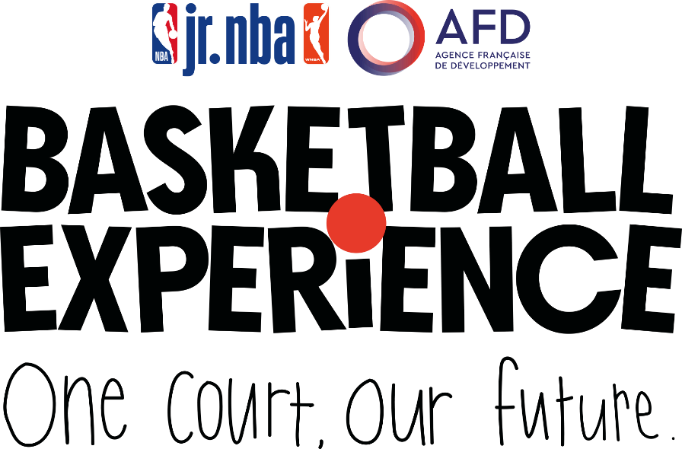 NBA jr.nba WNBA AFD
AGENCE FRANÇAISE
DE DÉVELOPPEMENT
BASKETBALL
EXPERiENCE
One court, our future.